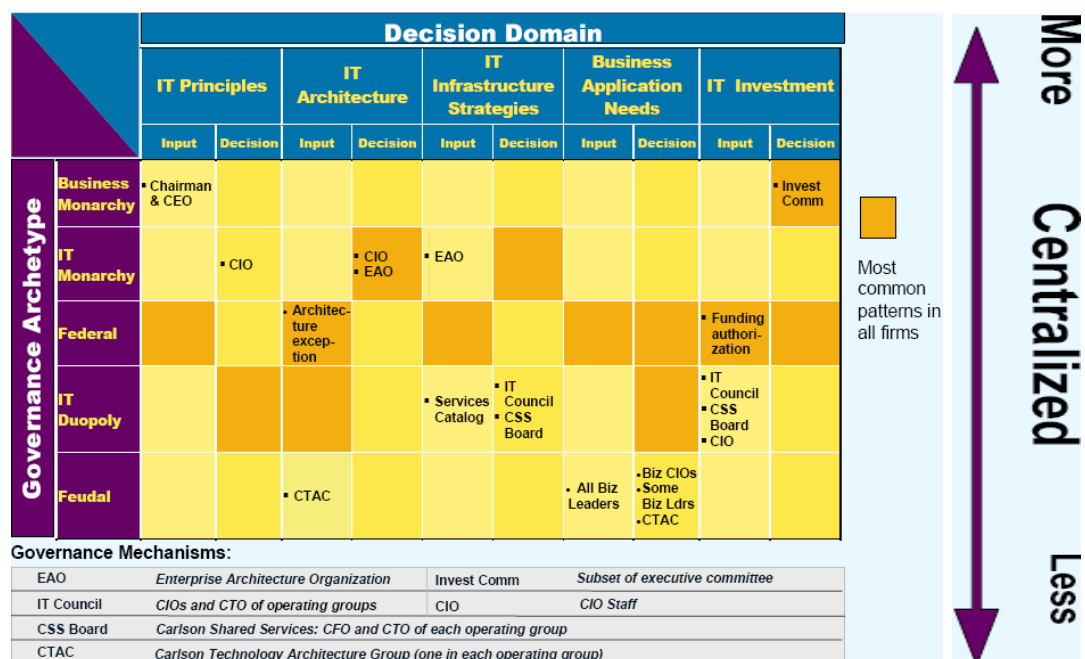 Decision Domain
IT Principles
IT
Architecture
IT
Infrastructure
Strategies
Business
Application
Needs
IT Investment
Input
Decision
Input
Decision
Input
Decision
Input
Decision
Input
Decision
Governance Archetype
Business
Monarchy
▪ Chairman
& CEO
▪ Invest
Comm
IT
Monarchy
▪ CIO
▪ CIO
▪ EAO
▪ EAO
Federal
▪ Architec-
ture
excep-
tion
▪ Funding
authori-
zation
IT
Duopoly
▪ Services
Catalog
▪ IT
Council
▪ CSS
Board
▪ IT
Council
▪ CSS
Board
▪ CIO
Feudal
▪ CTAC
• All Biz
Leaders
• Biz CIOs
• Some
Biz Ldrs
• CTAC
Most
common
patterns in
all firms
More
Centralized
Less
Governance Mechanisms:
EAO Enterprise Architecture Organization Invest Comm Subset of executive committee
IT Council CIOs and CTO of operating groups CIO CIO Staff
CSS Board Carlson Shared Services: CFO and CTO of each operating group
CTAC Carlson Technology Architecture Group (one in each operating group)